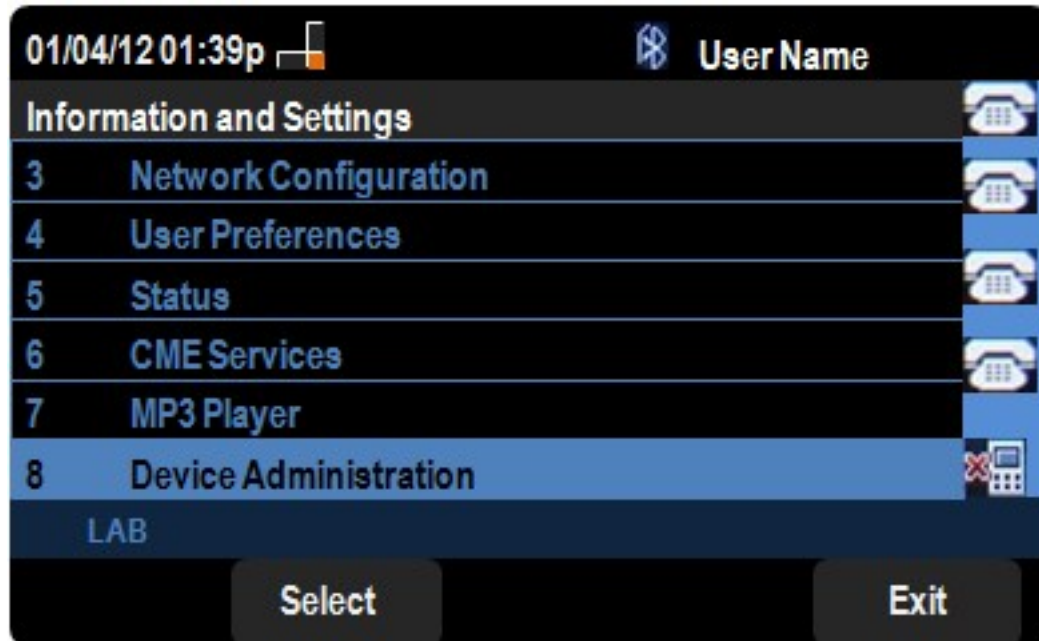 01/04/12 01:39p User Name
Information and Settings
3 Network Configuration
4 User Preferences
5 Status
6 CME Services
7 MP3 Player
8 Device Administration
LAB
Select Exit